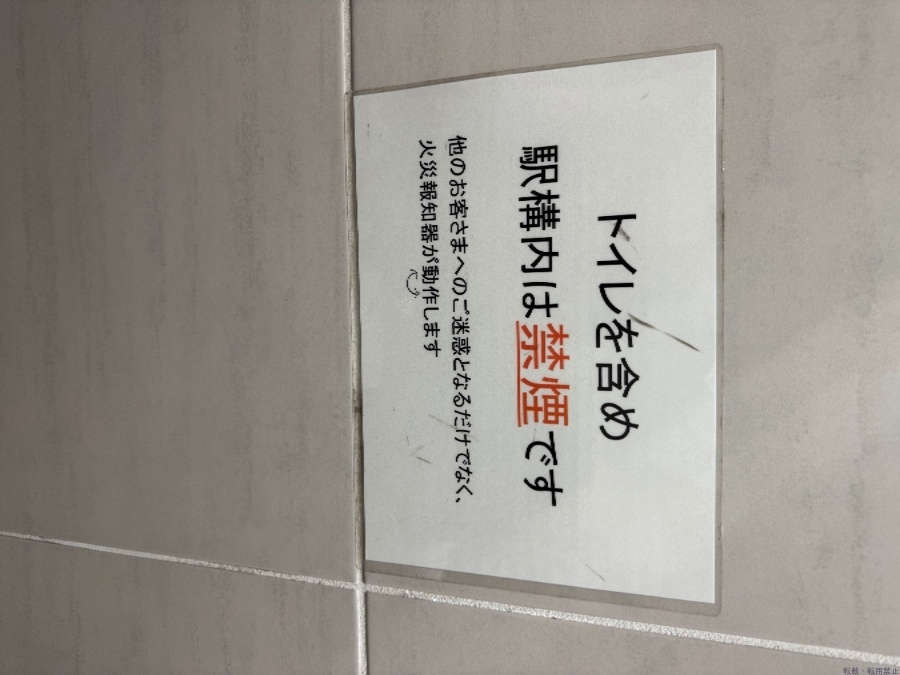 トイレを含め
駅構内は禁煙です
他のお客さまへのご迷惑となるだけでなく、
火災報知器が動作します
転載・転用禁止